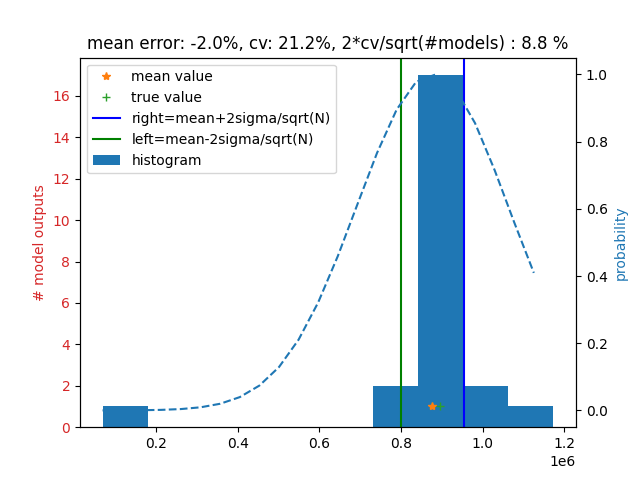 mean error: -2.0%, cv: 21.2%, 2*cv/sqrt(#models) : 8.8 %
mean value
true value
right=mean+2sigma/sqrt(N)
left=mean-2sigma/sqrt(N)
histogram
# model outputs
16
14
12
10
8
6
4
2
0
1.0
0.8
0.6
0.4
0.2
0.0
probability
0.2 0.4 0.6 0.8 1.0 1.2
1e6